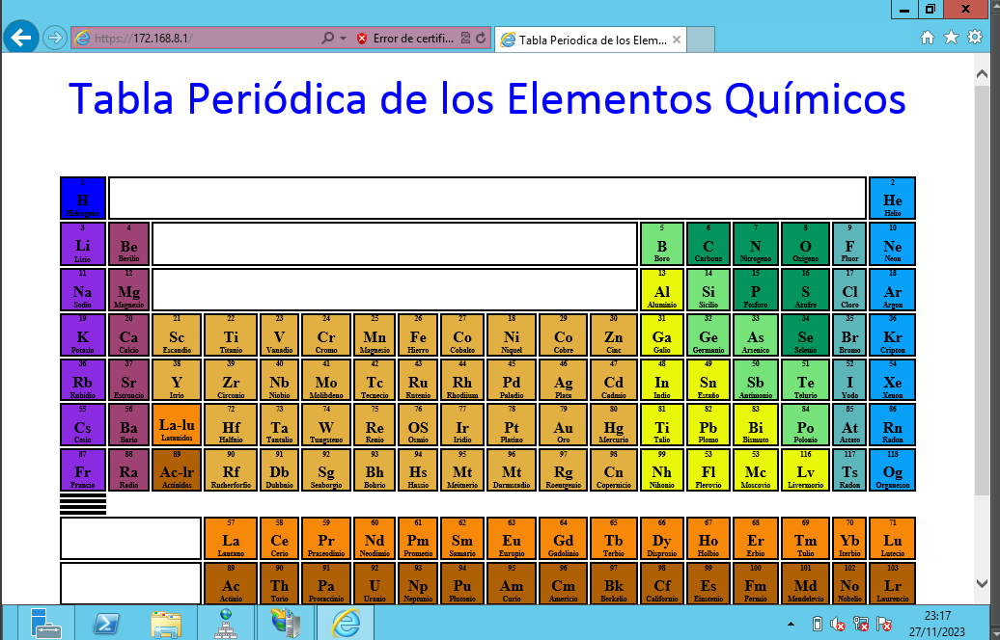 https://172.168.8.1/
Error de certifi...
Tabla Periodica de los Elem...
Tabla Periódica de los Elementos Químicos
1 2
H He
Hidrogeno Helio
3 4 5 6 7 8 9 10
Li Be B C N O F Ne
Litio Berilio Boro Carbono Nitrogeno Oxigeno Fluor Neon
11 12 13 14 15 16 17 18
Na Mg Al Si P S Cl Ar
Sodio Magnesio Aluminio Sicilio Fosforo Azufre Cloro Argon
19 20 21 22 23 24 25 26 27 18 29 30 31 32 33 34 35 36
K Ca Sc Ti V Cr Mn Fe Co Ni Co Zn Ga Ge As Se Br Kr
Potasio Calcio Escandio Titanio Vanadio Cromo Magnesio Hierro Cobalto Niquel Cobre Cinc Galio Germanio Arsenico Selenio Bromo Cripton
36 37 38 39 40 41 42 43 44 45 46 47 48 49 50 51 52 54
Rb Sr Y Zr Nb Mo Tc Ru Rh Pd Ag Cd In Sn Sb Te I Xe
Rubidio Estroncio Itrio Circonio Niobio Molibdeno Tecnecio Rutenio Rhodiium Paladio Plata Cadmio Indio Estaño Antimonio Telurio Yodo Xenon
55 56 72 73 74 75 76 77 78 79 80 81 82 83 84 85 86
Cs Ba La-lu Hf Ta W Re OS Ir Pt Au Hg Ti Pb Bi Po At Rn
Cesio Bario Latanidos Halfnio Tantalio Tungsteno Renio Osmio Iridio Platino Oro Mercurio Talio Plomo Bismuto Polonio Astato Radon
87 88 89 90 91 92 93 94 95 96 97 96 99 53 53 116 117 118
Fr Ra Ac-lr Rf Db Sg Bh Hs Mt Mt Rg Cn Nh Fl Mc Lv Ts Og
Francio Radio Actinidos Rutherforfio Dubbnio Seaborgio Bohrio Hassio Meitnerio Darmstadio Roentgenio Copernicio Nihonio Flerovio Moscovio Livermorio Radon Organeson
57 58 59 60 61 62 63 64 65 66 67 68 69 70 71
La Ce Pr Nd Pm Sm Eu Gd Tb Dy Ho Er Tm Yb Lu
Lantano Cerio Praseodinio Neodimio Prometio Samario Europio Gadolinio Terbio Disprosio Holbio Erbio Tulio Iterbio Lutecio
89 90 91 92 93 94 95 96 97 98 99 100 101 102 103
Ac Th Pa U Np Pu Am Cm Bk Cf Es Fm Md No Lr
Actinio Torio Protactinio Uranio Neptunio Plutonio Curio Americio Berkelio Californio Einstenio Fermio Mendelevio Nobelio Laurencio
23:17
27/11/2023